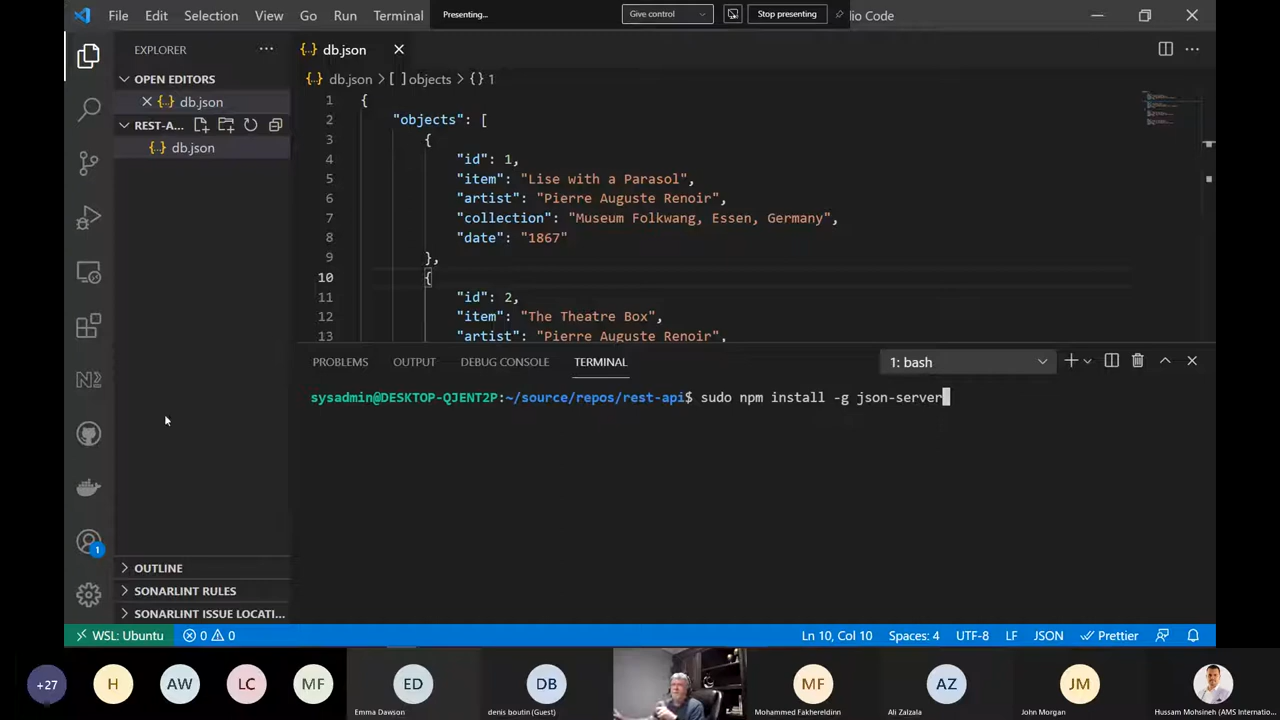 File Edit Selection View Go Run Terminal Presenting... Give control Stop presenting dio Code
EXPLORER
OPEN EDITORS
db.json
REST-A...
db.json
OUTLINE
SONARLINT RULES
SONARLINT ISSUE LOCATI...
db.json
db.json > [ ] objects > {} 1
1 {
2 "objects": [
3 {
4 "id": 1,
5 "item": "Lise with a Parasol",
6 "artist": "Pierre Auguste Renoir",
7 "collection": "Museum Folkwang, Essen, Germany",
8 "date": "1867"
9 },
10 {
11 "id": 2,
12 "item": "The Theatre Box",
13 "artist": "Pierre Auguste Renoir",
PROBLEMS OUTPUT DEBUG CONSOLE TERMINAL 1: bash
sysadmin@DESKTOP-QJENT2P:~/source/repos/rest-api$ sudo npm install -g json-server
1
WSL: Ubuntu 0 0 Ln 10, Col 10 Spaces: 4 UTF-8 LF JSON Prettier
+27 H AW LC MF ED DB MF AZ JM
Emma Dawson denis boutin (Guest) Mohammed Fakhereldinn Ali Zalzala John Morgan Hussam Mohsineh (AMS Internatio...